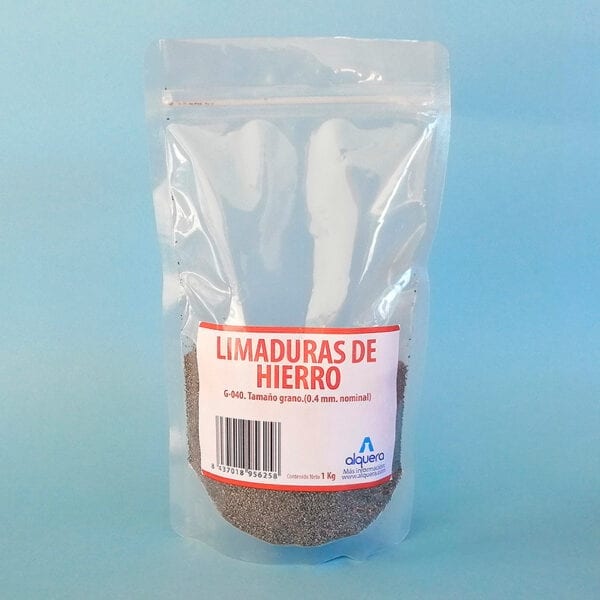 LIMADURAS DE
HIERRO
G-040. Tamaño grano.(0.4 mm. nominal)
8 437018 956258
Contenido Neto 1 Kg
alquera
Más información
www.alquera.com